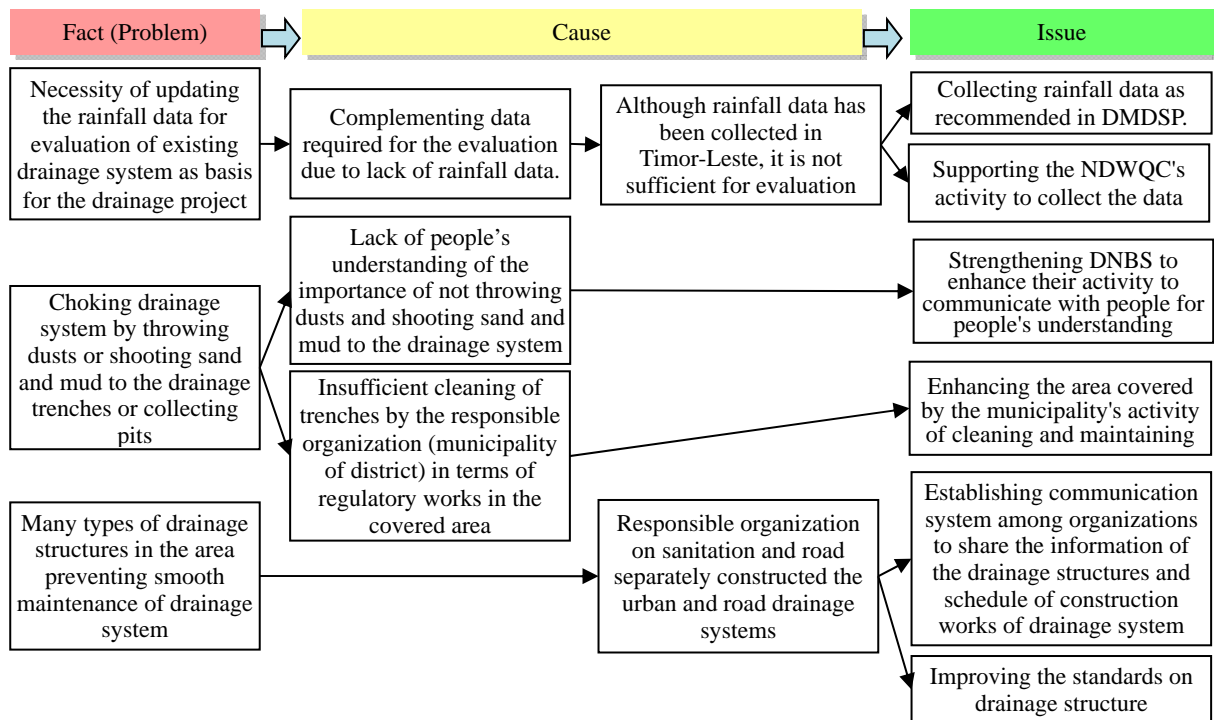 Fact (Problem)
Cause
Issue
Necessity of updating
the rainfall data for
evaluation of existing
drainage system as basis
for the drainage project
Complementing data
required for the evaluation
due to lack of rainfall data.
Although rainfall data has
been collected in
Timor-Leste, it is not
sufficient for evaluation
Collecting rainfall data as
recommended in DMDSP.
Supporting the NDWQC's
activity to collect the data
Choking drainage
system by throwing
dusts or shooting sand
and mud to the drainage
trenches or collecting
pits
Lack of people’s
understanding of the
importance of not throwing
dusts and shooting sand and
mud to the drainage system
Strengthening DNBS to
enhance their activity to
communicate with people for
people's understanding
Insufficient cleaning of
trenches by the responsible
organization (municipality
of district) in terms of
regulatory works in the
covered area
Enhancing the area covered
by the municipality's activity
of cleaning and maintaining
Many types of drainage
structures in the area
preventing smooth
maintenance of drainage
system
Responsible organization
on sanitation and road
separately constructed the
urban and road drainage
systems
Establishing communication
system among organizations
to share the information of
the drainage structures and
schedule of construction
works of drainage system
Improving the standards on
drainage structure